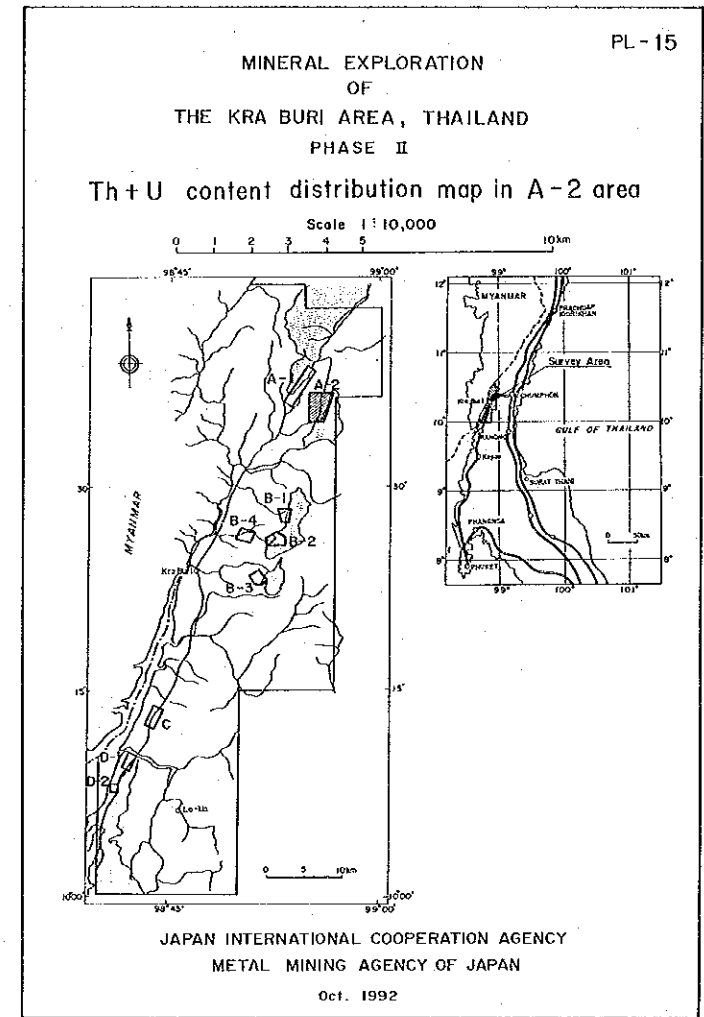 PL-15
MINERAL EXPLORATION
OF
THE KRA BURI AREA, THAILAND
PHASE II
Th+U content distribution map in A-2 area
Scale 1:10,000
0 1 2 3 4 5 10km
98°45' 99°00'
A-1
A-2
30' 30'
B-1
B-4
B-2
B-3
MYANMAR
Kra Buri
15' 15'
C
D-2
La-Un
0 5 10km
10°00' 10°00'
98°45' 99°00'
99° 100° 101°
12° 12°
MYANMAR
PRACHUAP
11° 11°
Survey Area
CHUMPHON
10° 10°
RANONG
GULF OF THAILAND
SURAT THANI
9° 9°
PHANGNGA
0 50km
8° 8°
PHUKET
99° 100° 101°
JAPAN INTERNATIONAL COOPERATION AGENCY
METAL MINING AGENCY OF JAPAN
Oct. 1992